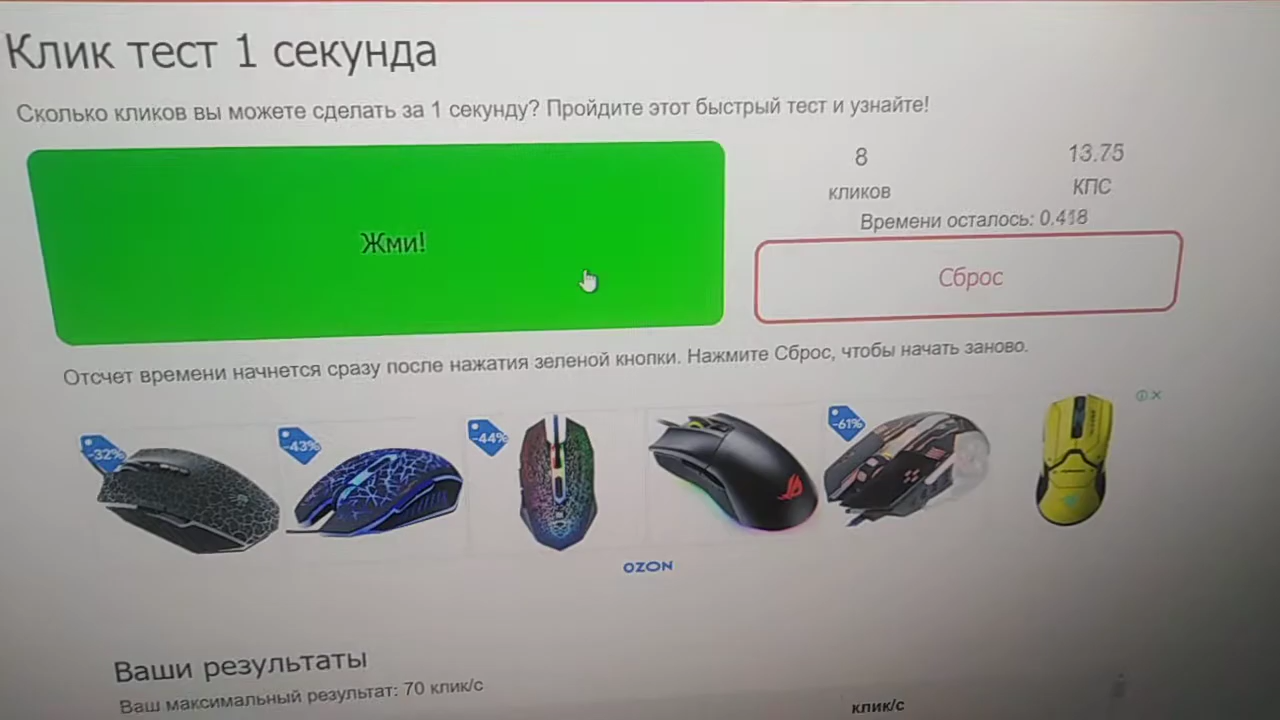 Клик тест 1 секунда
Сколько кликов вы можете сделать за 1 секунду? Пройдите этот быстрый тест и узнайте!
Жми!
8
13.75
кликов
КПС
Времени осталось: 0.418
Сброс
Отсчет времени начнется сразу после нажатия зеленой кнопки. Нажмите Сброс, чтобы начать заново.
-32%
-43%
-44%
-61%
OZON
Ваши результаты
Ваш максимальный результат: 70 клик/с
клик/с